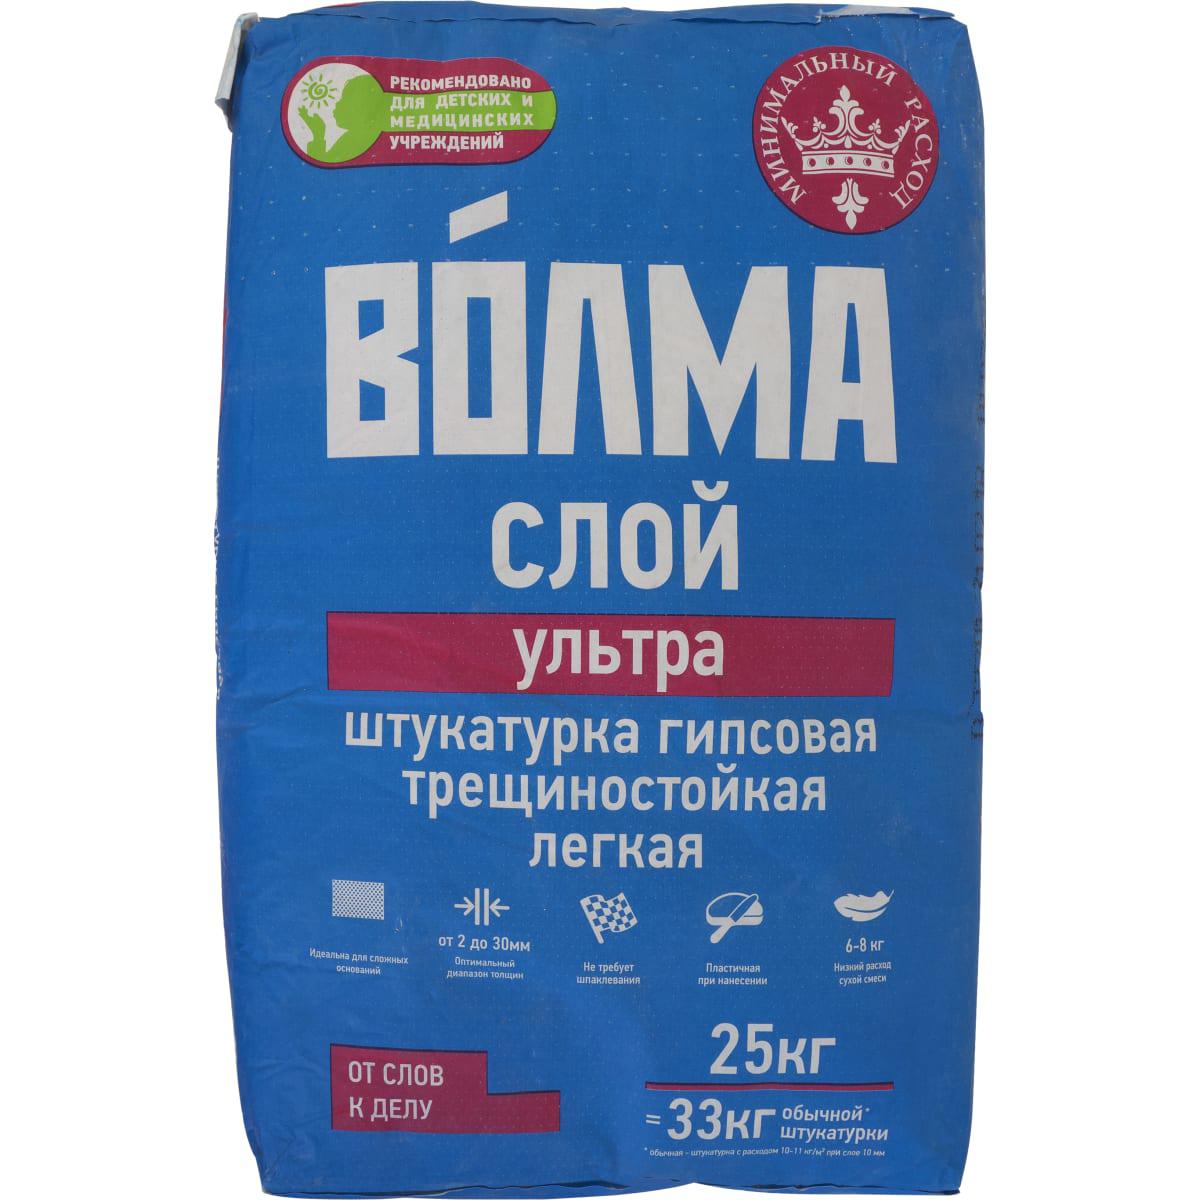 РЕКОМЕНДОВАНО
ДЛЯ ДЕТСКИХ И
МЕДИЦИНСКИХ
УЧРЕЖДЕНИЙ
МИНИМАЛЬНЫЙ РАСХОД
ВО́ЛМА
СЛОЙ
ультра
штукатурка гипсовая
трещиностойкая
легкая
Идеальна для сложных
оснований
от 2 до 30мм
Оптимальный
диапазон толщин
Не требует
шпаклевания
Пластичная
при нанесении
6-8 кг
Низкий расход
сухой смеси
ОТ СЛОВ
К ДЕЛУ
25кг
= 33кг обычной*
штукатурки
* обычная - штукатурка с расходом 10-11 кг/м² при слое 10 мм